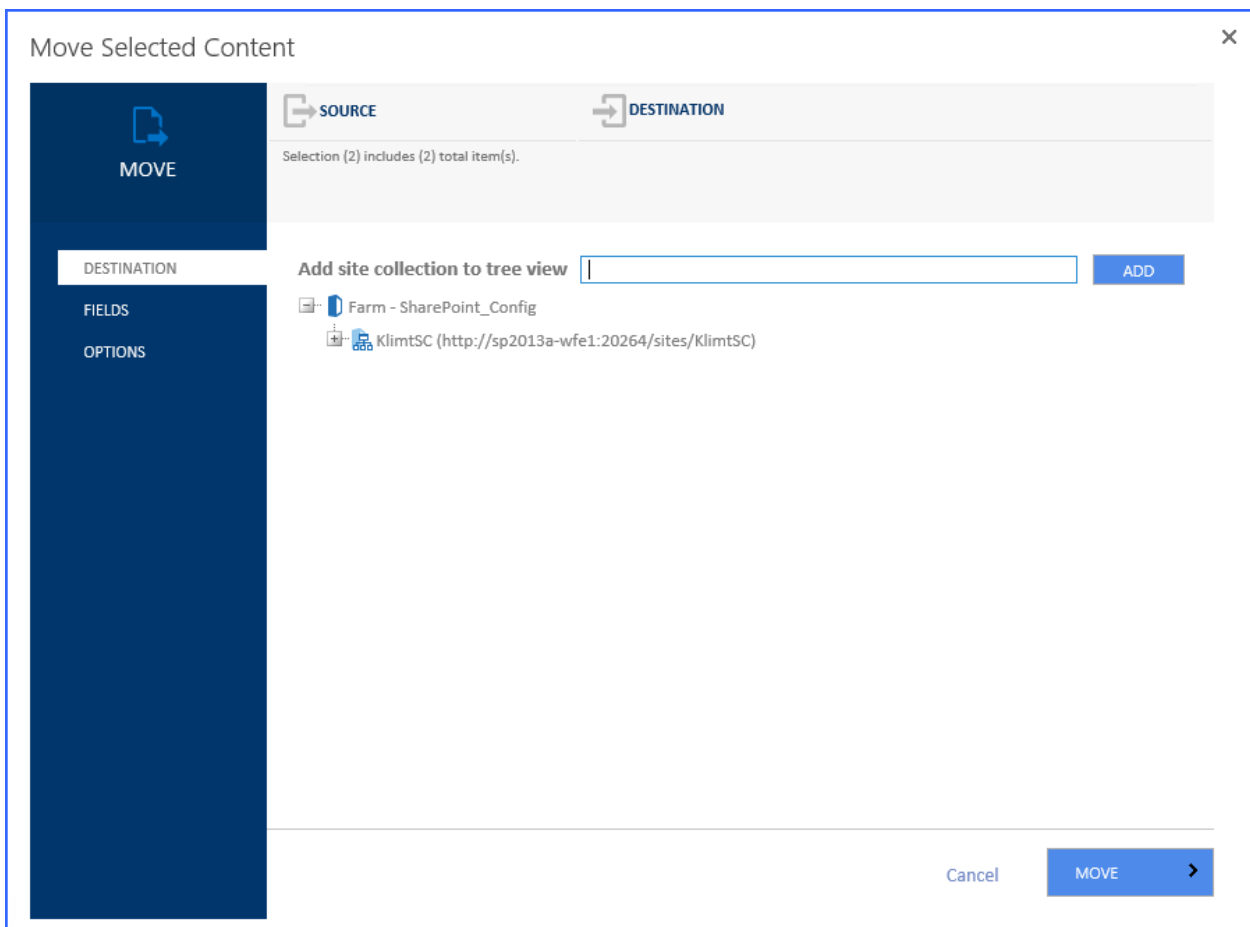 Move Selected Content
MOVE
SOURCE
DESTINATION
Selection (2) includes (2) total item(s).
DESTINATION
FIELDS
OPTIONS
Add site collection to tree view
ADD
Farm - SharePoint_Config
KlimtSC (http://sp2013a-wfe1:20264/sites/KlimtSC)
Cancel
MOVE